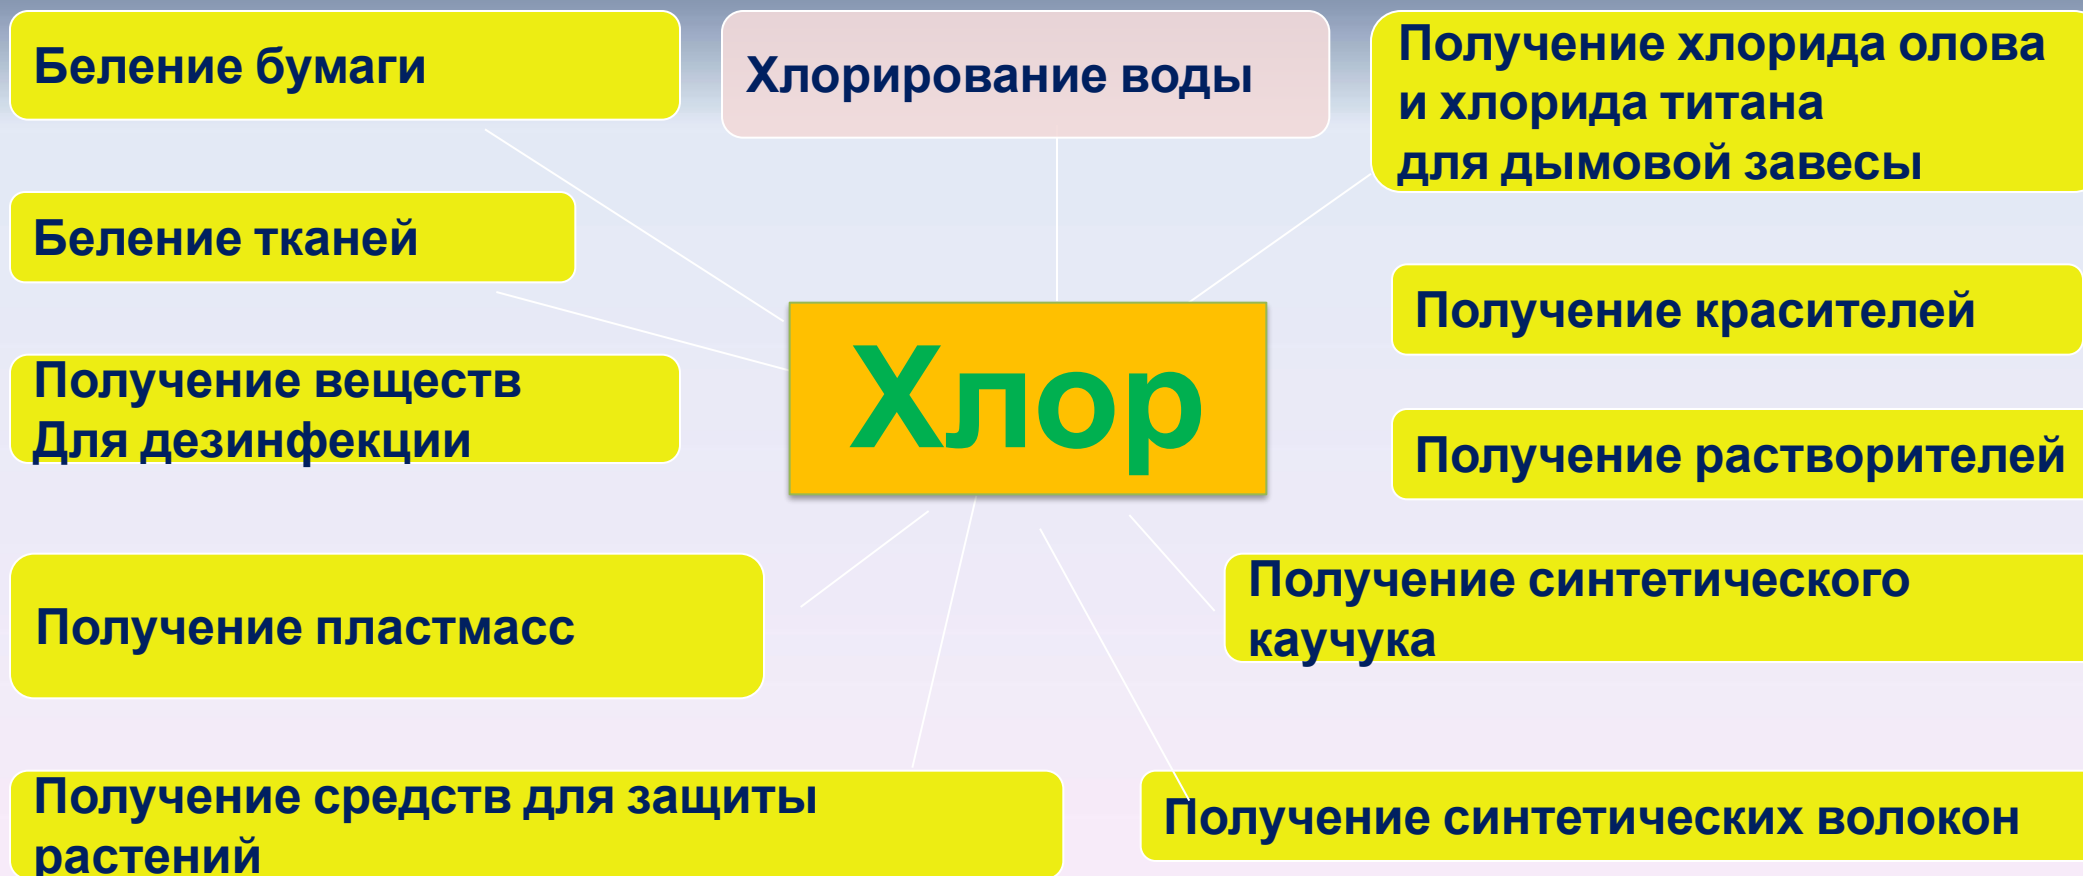 Беление бумаги
Хлорирование воды
Получение хлорида олова
и хлорида титана
для дымовой завесы
Беление тканей
Получение красителей
Хлор
Получение веществ
Для дезинфекции
Получение растворителей
Получение пластмасс
Получение синтетического
каучука
Получение средств для защиты
растений
Получение синтетических волокон